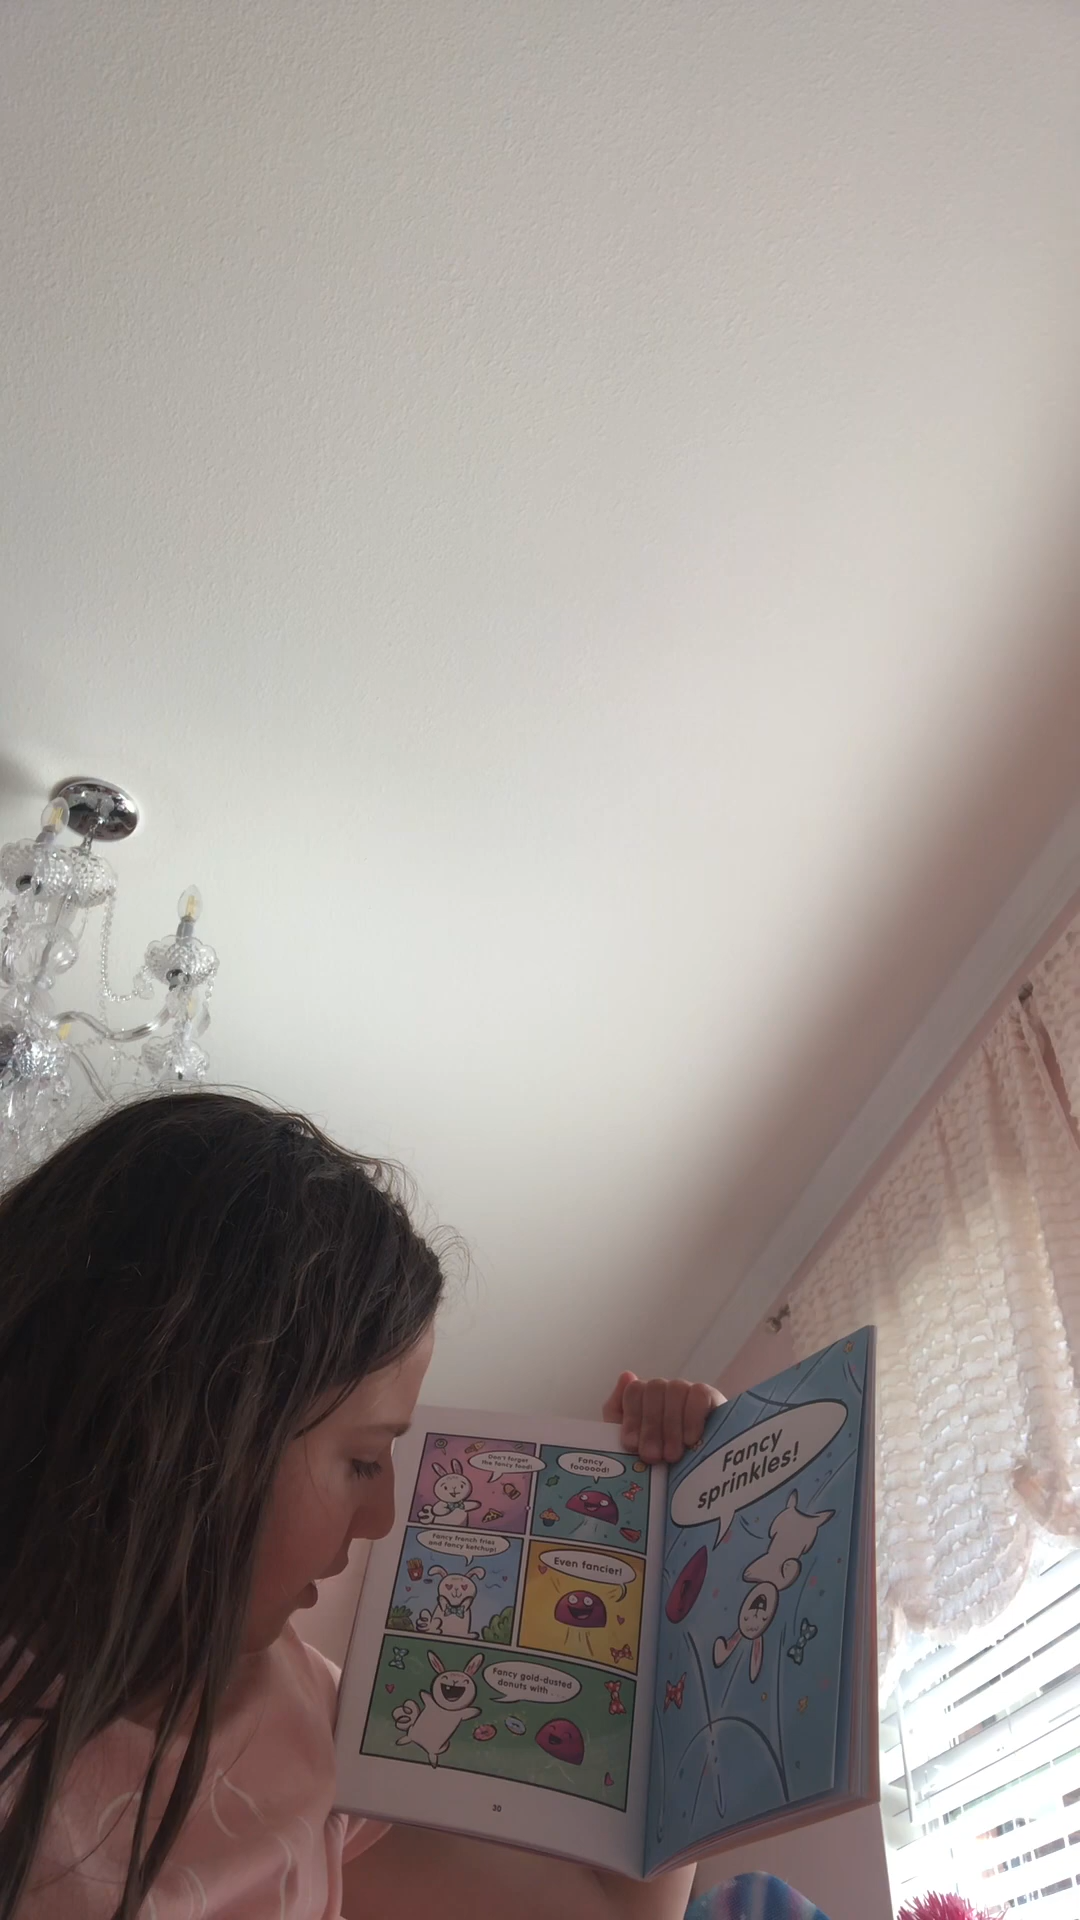 Don't forget
the fancy food!
Fancy
foooood!
Fancy french fries
and fancy ketchup!
Even fancier!
Fancy gold-dusted
donuts with . . .
30
Fancy
sprinkles!